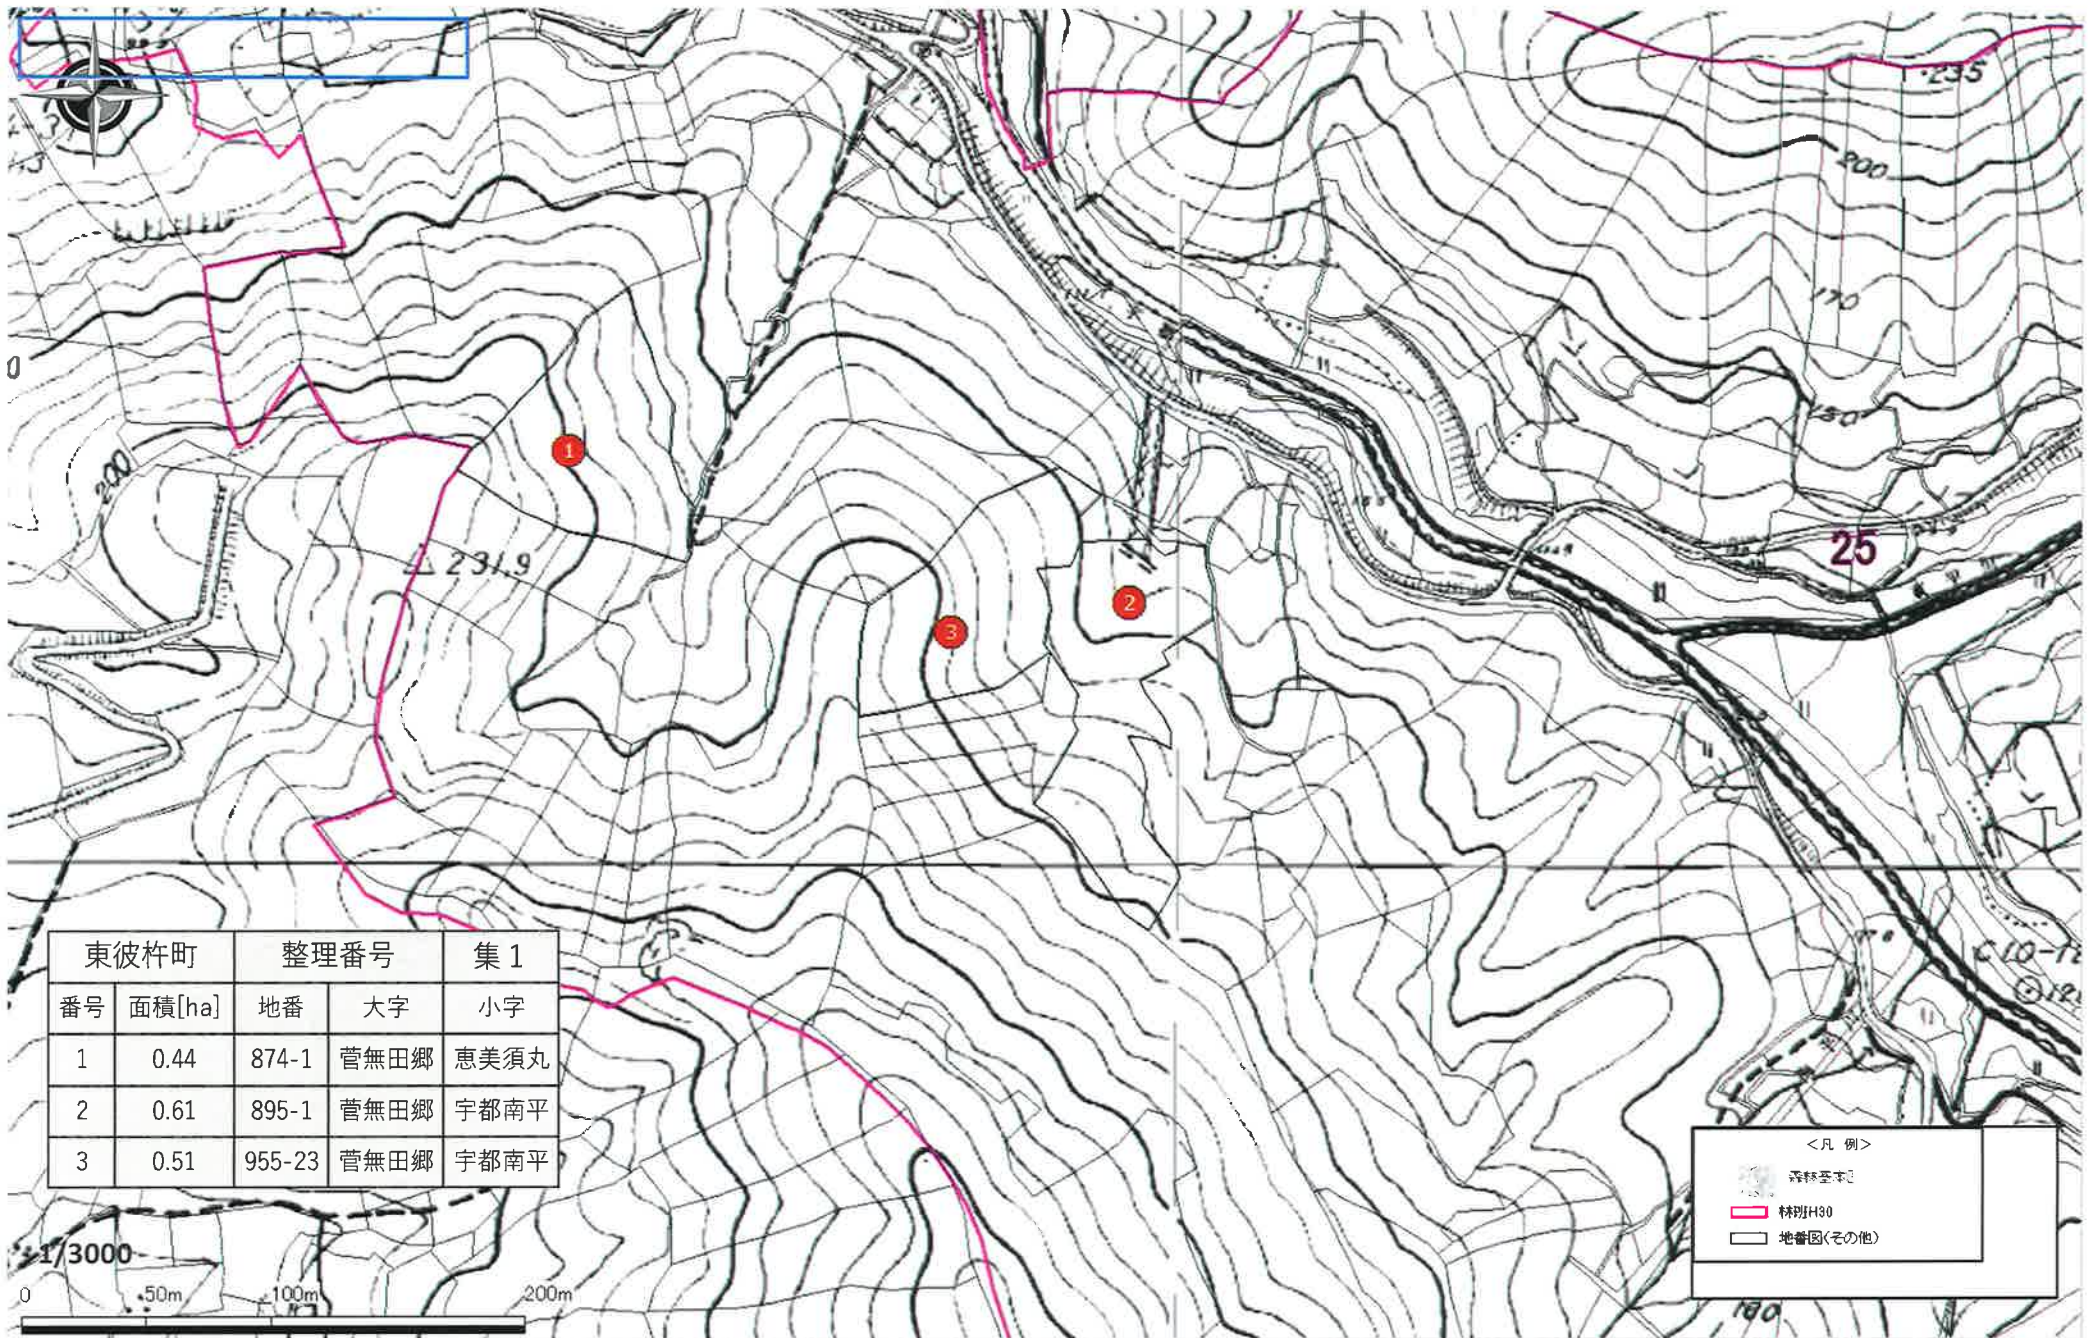 235
200
170
150
200
231.9
25
1
2
3
東彼杵町 整理番号 集1
番号 面積[ha] 地番 大字 小字
1 0.44 874-1 菅無田郷 恵美須丸
2 0.61 895-1 菅無田郷 宇都南平
3 0.51 955-23 菅無田郷 宇都南平
1/3000
0 50m 100m 200m
<凡 例>
林班H30
地番図(その他)
160